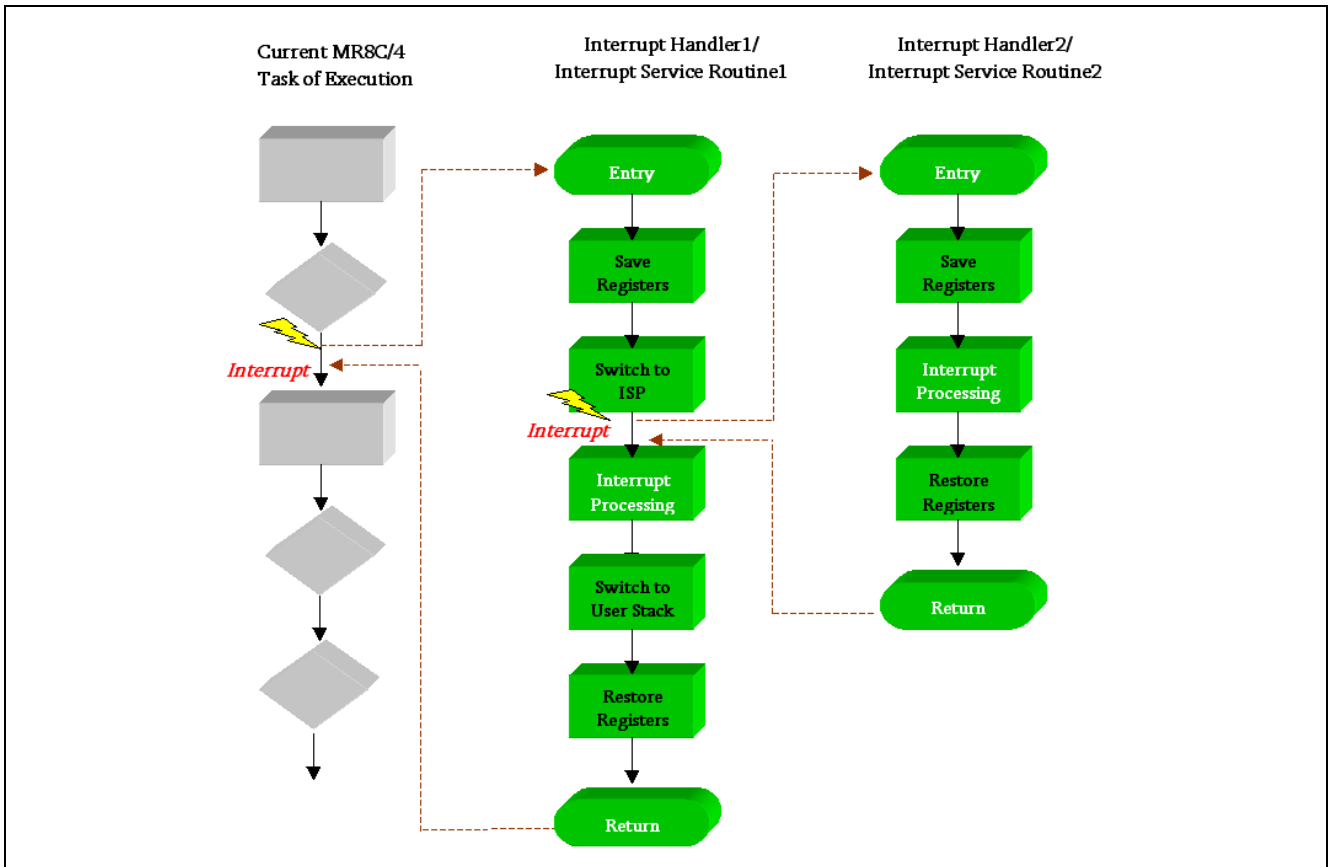 Current MR8C/4
Task of Execution
Interrupt Handler1/
Interrupt Service Routine1
Interrupt Handler2/
Interrupt Service Routine2
Interrupt
Entry
Save
Registers
Switch to
ISP
Interrupt
Interrupt
Processing
Switch to
User Stack
Restore
Registers
Return
Entry
Save
Registers
Interrupt
Processing
Restore
Registers
Return